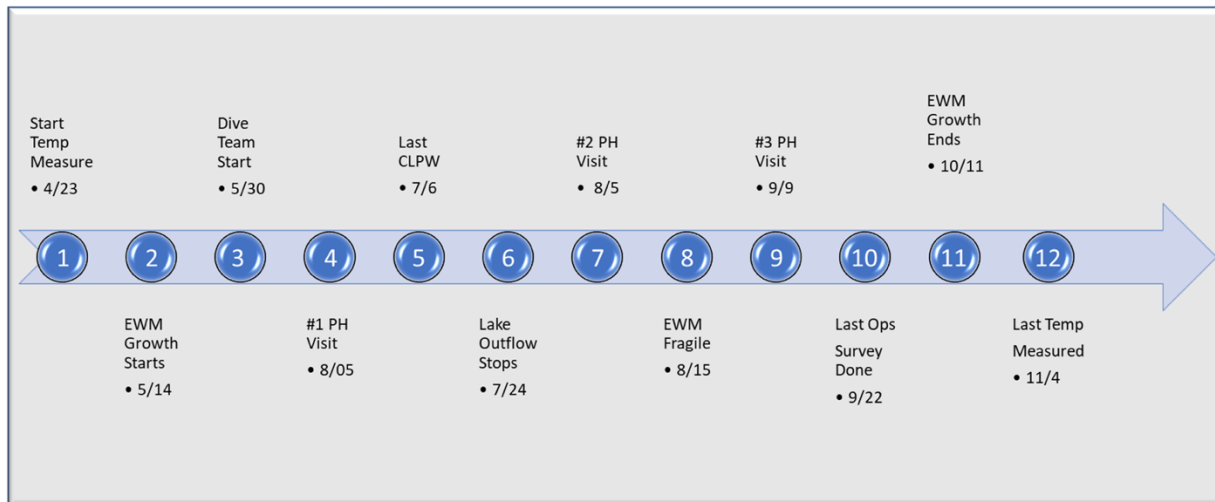 Start
Temp
Measure
• 4/23
Dive
Team
Start
• 5/30
Last
CLPW
• 7/6
#2 PH
Visit
• 8/5
#3 PH
Visit
• 9/9
EWM
Growth
Ends
• 10/11
1 2 3 4 5 6 7 8 9 10 11 12
EWM
Growth
Starts
• 5/14
#1 PH
Visit
• 8/05
Lake
Outflow
Stops
• 7/24
EWM
Fragile
• 8/15
Last Ops
Survey
Done
• 9/22
Last Temp
Measured
• 11/4